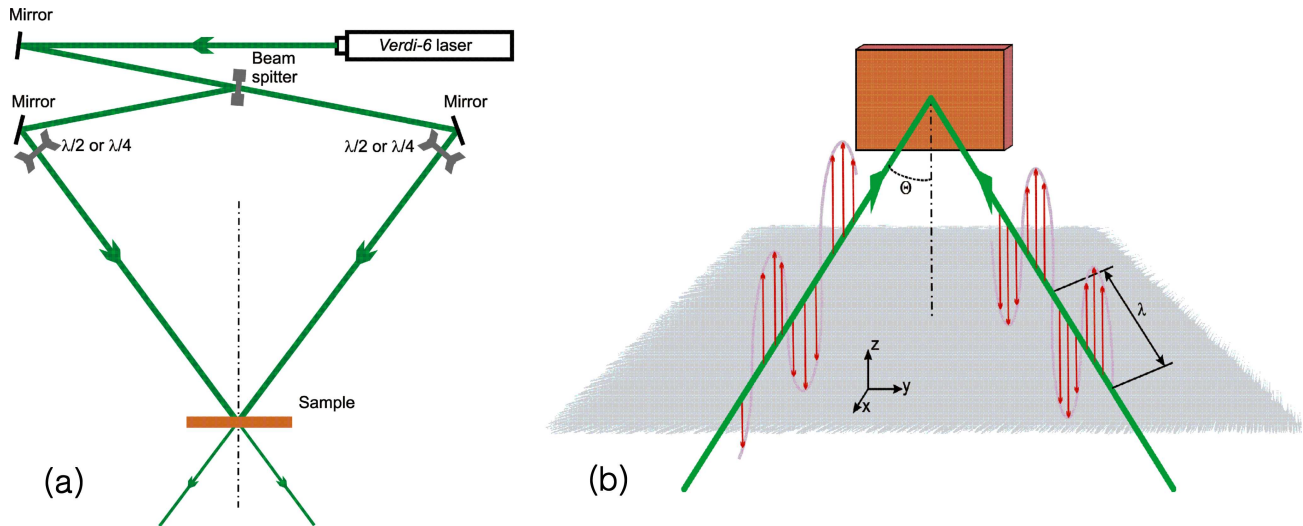 Mirror
Verdi-6 laser
Beam
spitter
Mirror
Mirror
λ/2 or λ/4
λ/2 or λ/4
Sample
(a)
Θ
λ
z
y
x
(b)